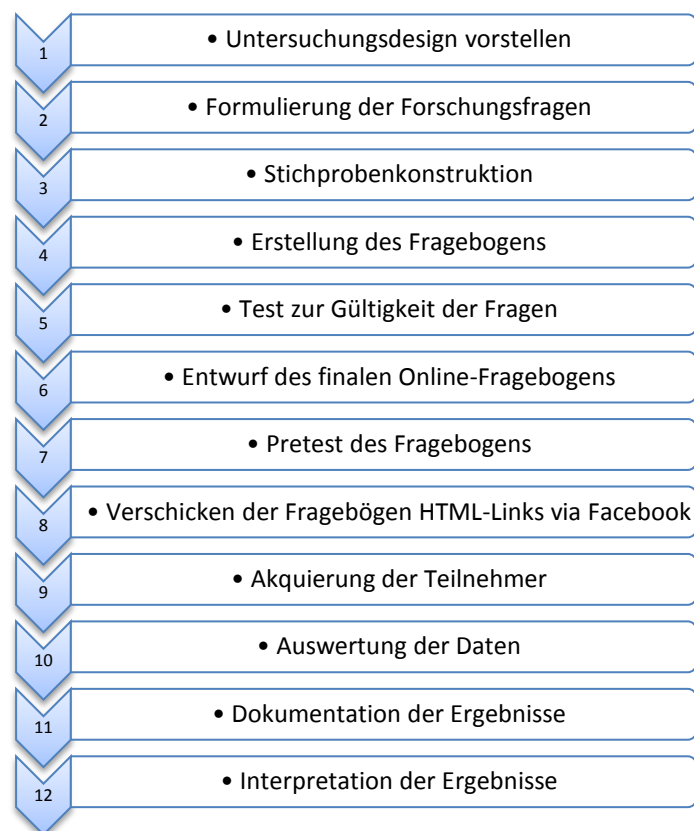 1 • Untersuchungsdesign vorstellen
2 • Formulierung der Forschungsfragen
3 • Stichprobenkonstruktion
4 • Erstellung des Fragebogens
5 • Test zur Gültigkeit der Fragen
6 • Entwurf des finalen Online-Fragebogens
7 • Pretest des Fragebogens
8 • Verschicken der Fragebögen HTML-Links via Facebook
9 • Akquierung der Teilnehmer
10 • Auswertung der Daten
11 • Dokumentation der Ergebnisse
12 • Interpretation der Ergebnisse